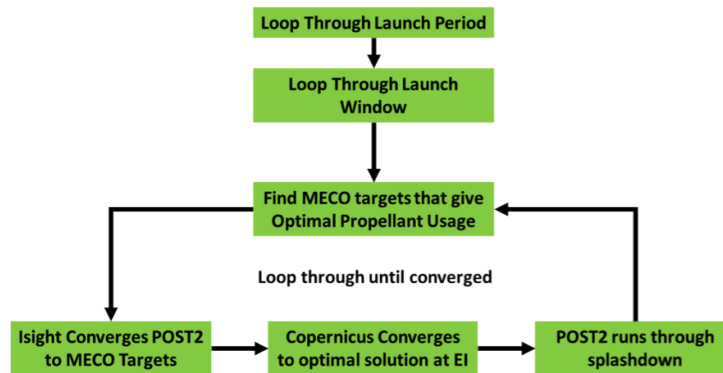 Loop Through Launch Period
Loop Through Launch
Window
Find MECO targets that give
Optimal Propellant Usage
Loop through until converged
Isight Converges POST2
to MECO Targets
Copernicus Converges
to optimal solution at EI
POST2 runs through
splashdown